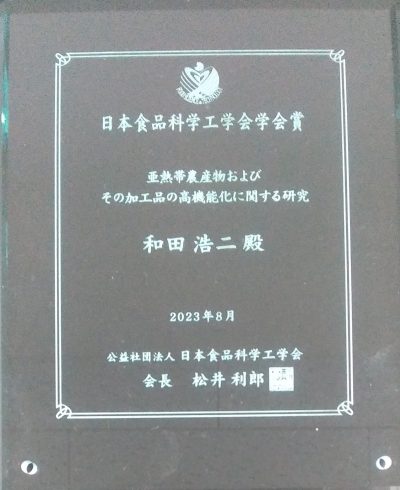 日本食品科学工学会学会賞
亜熱帯農産物および
その加工品の高機能化に関する研究
和田 浩二 殿
2023年8月
公益社団法人 日本食品科学工学会
会長 松井 利郎